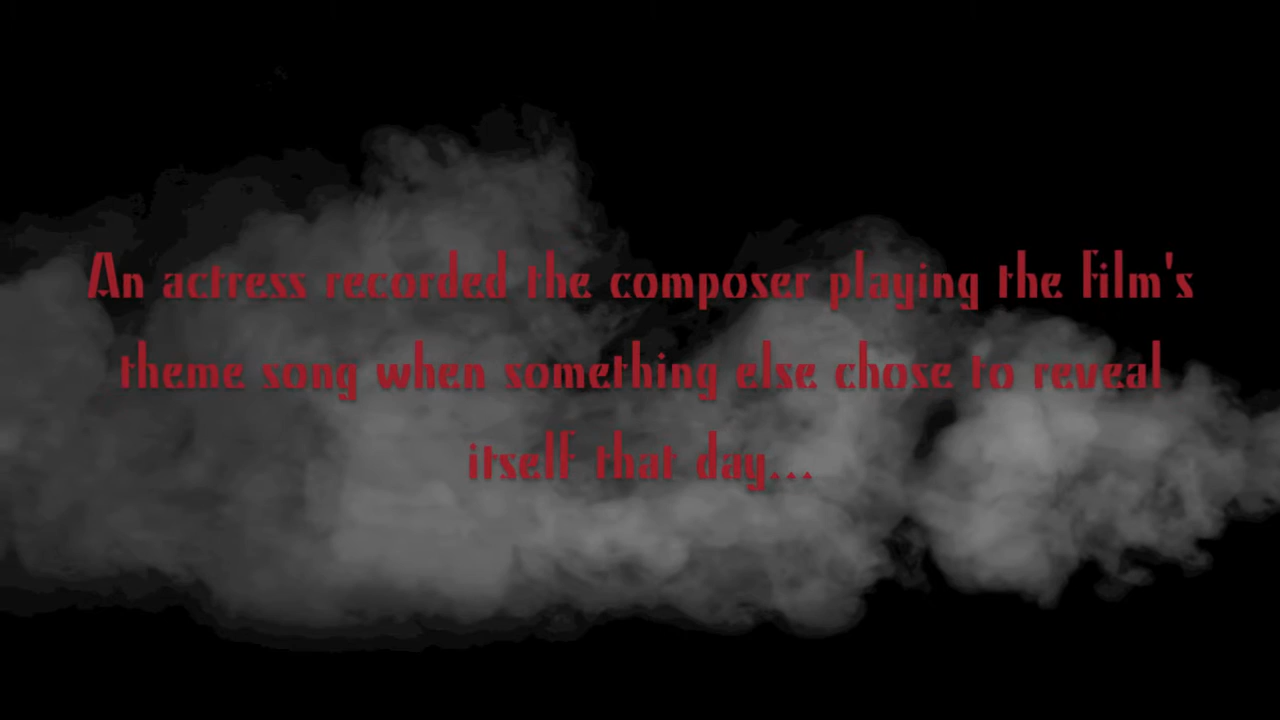 An actress recorded the composer playing the film's
theme song when something else chose to reveal
itself that day...